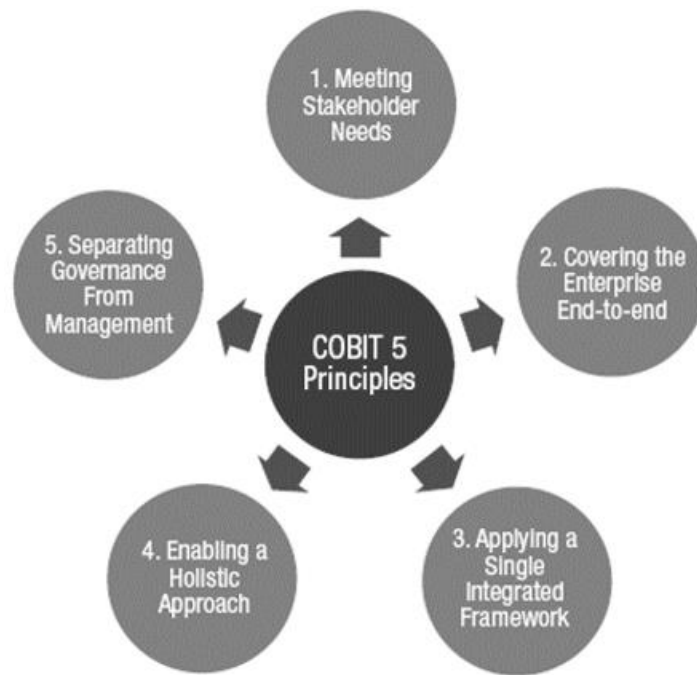 1. Meeting
Stakeholder
Needs
2. Covering the
Enterprise
End-to-end
3. Applying a
Single
Integrated
Framework
4. Enabling a
Holistic
Approach
5. Separating
Governance
From
Management
COBIT 5
Principles